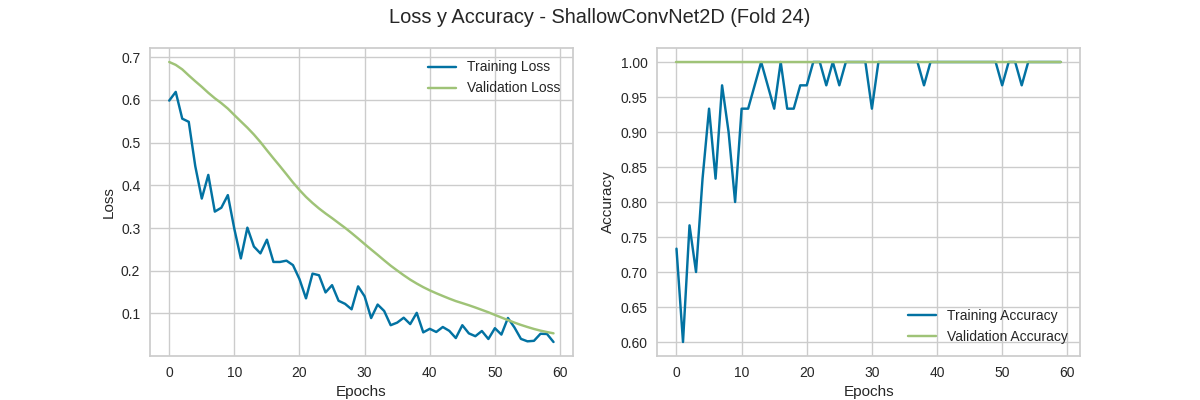 Loss y Accuracy - ShallowConvNet2D (Fold 24)
Loss
0.7
0.6
0.5
0.4
0.3
0.2
0.1
Training Loss
Validation Loss
0 10 20 30 40 50 60
Epochs
Accuracy
1.00
0.95
0.90
0.85
0.80
0.75
0.70
0.65
0.60
Training Accuracy
Validation Accuracy
0 10 20 30 40 50 60
Epochs